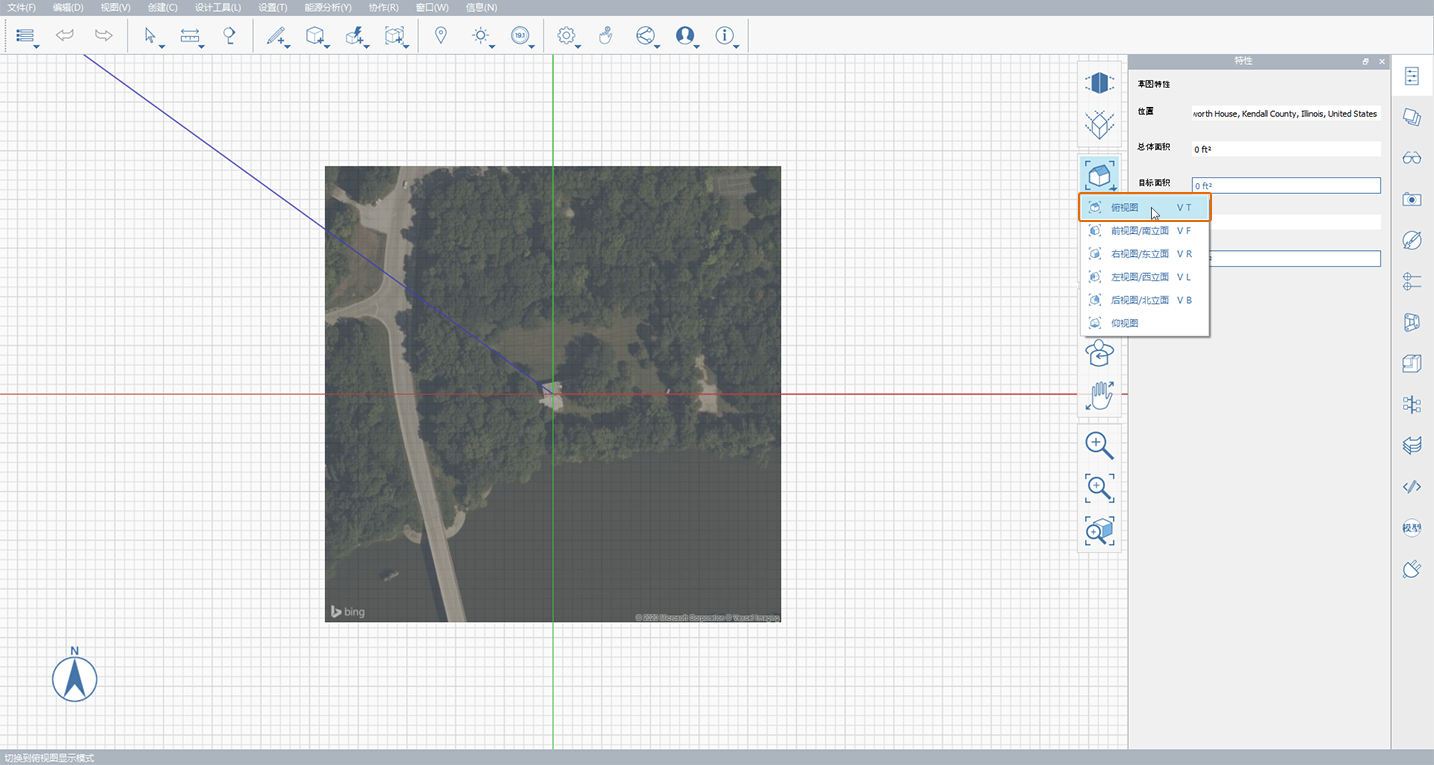 文件(F) 编辑(D) 视图(V) 创建(C) 设计工具(L) 设置(T) 能源分析(Y) 协作(R) 窗口(W) 信息(N)
19.1
特性
草图特性
位置 worth House, Kendall County, Illinois, United States
总体面积 0 ft²
目标面积 0 ft²
俯视图 V T
前视图/南立面 V F
右视图/东立面 V R
左视图/西立面 V L
后视图/北立面 V B
仰视图
模型
bing
© 2020 Microsoft Corporation © Vexcel Imaging
N
切换到俯视图显示模式